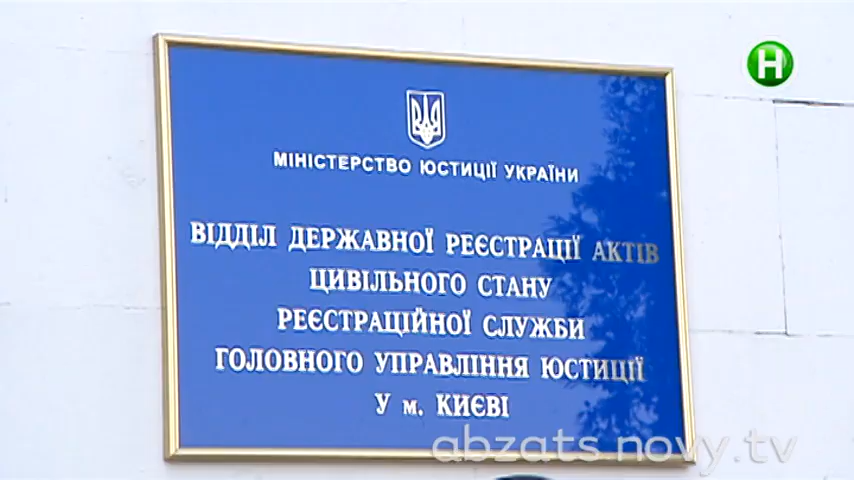 Н
МІНІСТЕРСТВО ЮСТИЦІЇ УКРАЇНИ
ВІДДІЛ ДЕРЖАВНОЇ РЕЄСТРАЦІЇ АКТІВ
ЦИВІЛЬНОГО СТАНУ
РЕЄСТРАЦІЙНОЇ СЛУЖБИ
ГОЛОВНОГО УПРАВЛІННЯ ЮСТИЦІЇ
У м. КИЄВІ
abzats.novy.tv